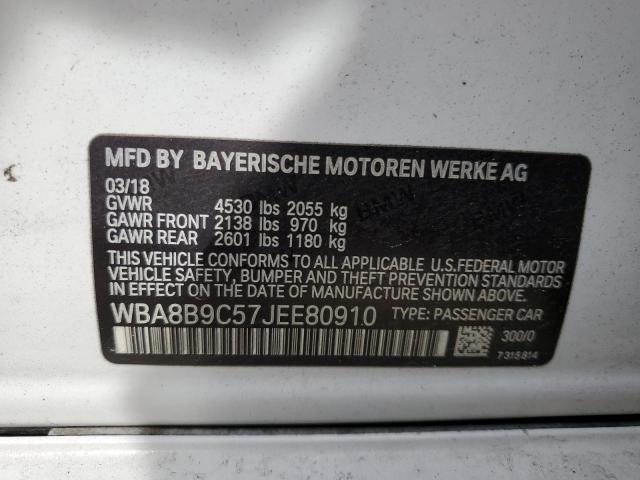 MFD BY BAYERISCHE MOTOREN WERKE AG
03/18
GVWR 4530 lbs 2055 kg
GAWR FRONT 2138 lbs 970 kg
GAWR REAR 2601 lbs 1180 kg
THIS VEHICLE CONFORMS TO ALL APPLICABLE U.S.FEDERAL MOTOR
VEHICLE SAFETY, BUMPER AND THEFT PREVENTION STANDARDS
IN EFFECT ON THE DATE OF MANUFACTURE SHOWN ABOVE.
WBA8B9C57JEE80910 TYPE: PASSENGER CAR
300/0
7315814